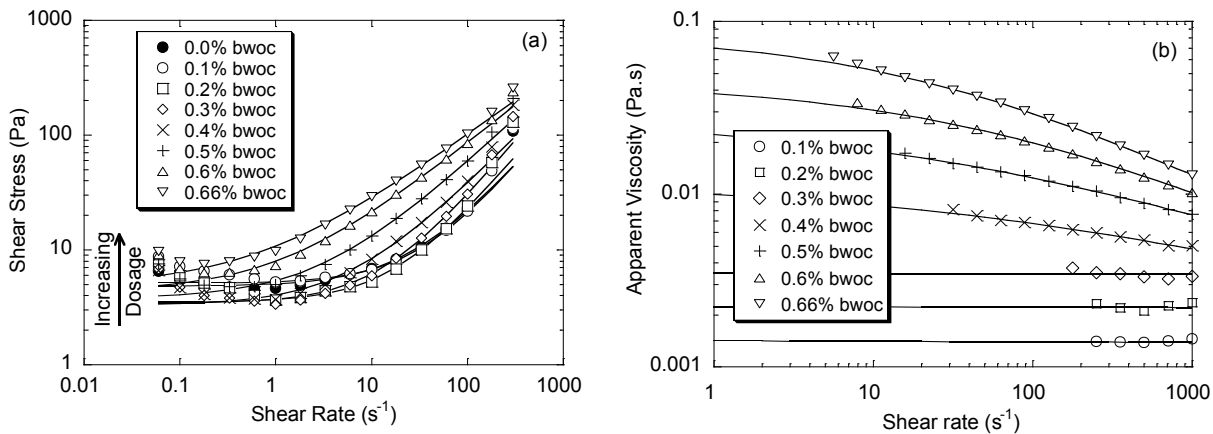 1000
100
10
1
Shear Stress (Pa)
(a)
0.0% bwoc
0.1% bwoc
0.2% bwoc
0.3% bwoc
0.4% bwoc
0.5% bwoc
0.6% bwoc
0.66% bwoc
Increasing
Dosage
0.01 0.1 1 10 100 1000
Shear Rate (s⁻¹)
0.1
0.01
0.001
Apparent Viscosity (Pa.s)
(b)
0.1% bwoc
0.2% bwoc
0.3% bwoc
0.4% bwoc
0.5% bwoc
0.6% bwoc
0.66% bwoc
1 10 100 1000
Shear rate (s⁻¹)